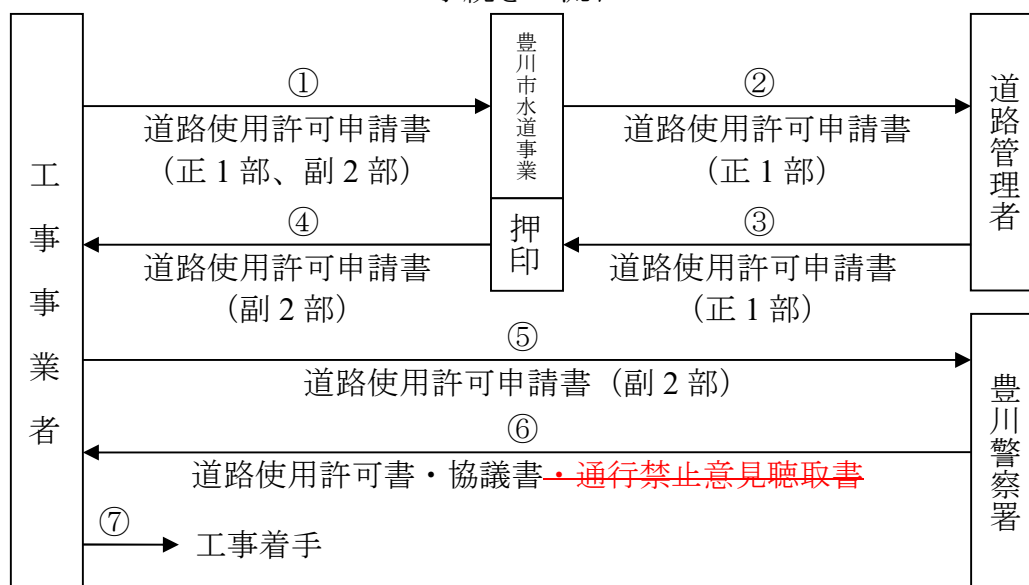 工事事業者
豊川市水道事業
押印
道路管理者
豊川警察署
①
道路使用許可申請書
（正 1 部、副 2 部）
②
道路使用許可申請書
（正 1 部）
③
道路使用許可申請書
（正 1 部）
④
道路使用許可申請書
（副 2 部）
⑤
道路使用許可申請書（副 2 部）
⑥
道路使用許可書・協議書・通行禁止意見聴取書
⑦
工事着手